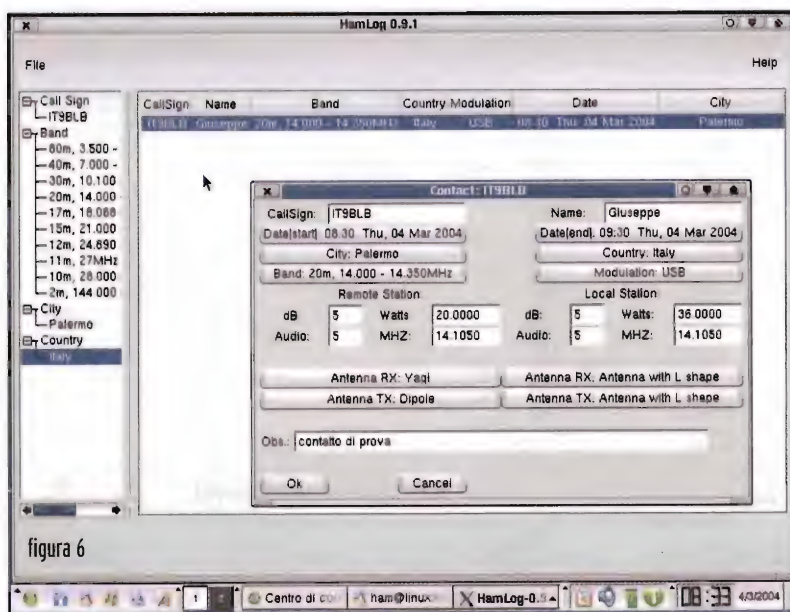 HamLog 0.9.1
File Help
Call Sign
IT9BLB
Band
80m, 3.500 -
40m, 7.000 -
30m, 10.100
20m, 14.000
17m, 18.068
15m, 21.000
12m, 24.890
11m, 27MHz
10m, 28.000
2m, 144.000
City
Palermo
Country
Italy
CallSign Name Band Country Modulation Date City
IT9BLB Giuseppe 20m, 14.000 - 14.350MHz Italy USB 08:30 Thu, 04 Mar 2004 Palermo
Contact: IT9BLB
CallSign: IT9BLB Name: Giuseppe
Date(start) 08:30 Thu, 04 Mar 2004 Date(end). 09:30 Thu, 04 Mar 2004
City: Palermo Country: Italy
Band: 20m, 14.000 - 14.350MHz Modulation: USB
Remote Station Local Station
dB 5 Watts 20.0000 dB: 5 Watts: 36.0000
Audio: 5 MHZ: 14.1050 Audio: 5 MHZ: 14.1050
Antenna RX: Yagi Antenna RX: Antenna with L shape
Antenna TX: Dipole Antenna TX: Antenna with L shape
Obs.: contatto di prova
Ok Cancel
figura 6
1 Centro di ham@linux HamLog-0.9 08:33 4/3/2004